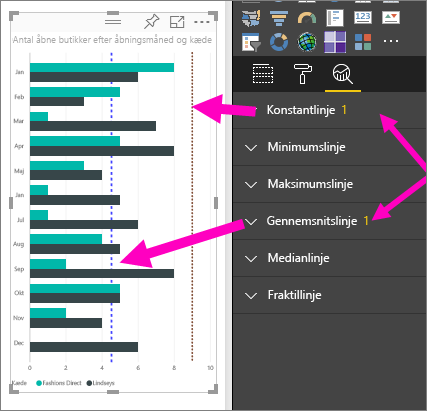 Antal åbne butikker efter åbningsmåned og kæde
Jan
Feb
Mar
Apr
Maj
Jan
Jul
Aug
Sep
Okt
Nov
Dec
0 2 4 6 8 10
Kæde Fashions Direct Lindseys
123
Konstantlinje 1
Minimumslinje
Maksimumslinje
Gennemsnitslinje 1
Medianlinje
Fraktillinje